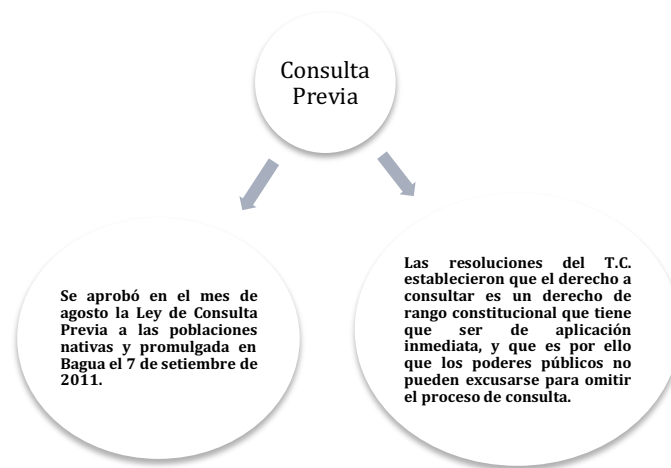 Consulta
Previa
Se aprobó en el mes de
agosto la Ley de Consulta
Previa a las poblaciones
nativas y promulgada en
Bagua el 7 de setiembre de
2011.
Las resoluciones del T.C.
establecieron que el derecho a
consultar es un derecho de
rango constitucional que tiene
que ser de aplicación
inmediata, y que es por ello
que los poderes públicos no
pueden excusarse para omitir
el proceso de consulta.